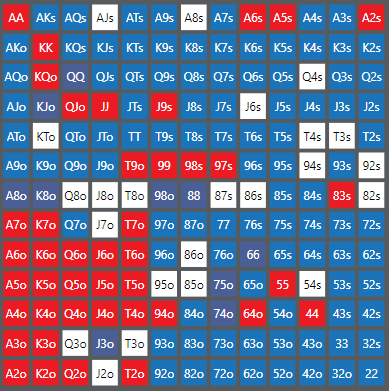 AA AKs AQs AJs ATs A9s A8s A7s A6s A5s A4s A3s A2s
AKo KK KQs KJs KTs K9s K8s K7s K6s K5s K4s K3s K2s
AQo KQo QQ QJs QTs Q9s Q8s Q7s Q6s Q5s Q4s Q3s Q2s
AJo KJo QJo JJ JTs J9s J8s J7s J6s J5s J4s J3s J2s
ATo KTo QTo JTo TT T9s T8s T7s T6s T5s T4s T3s T2s
A9o K9o Q9o J9o T9o 99 98s 97s 96s 95s 94s 93s 92s
A8o K8o Q8o J8o T8o 98o 88 87s 86s 85s 84s 83s 82s
A7o K7o Q7o J7o T7o 97o 87o 77 76s 75s 74s 73s 72s
A6o K6o Q6o J6o T6o 96o 86o 76o 66 65s 64s 63s 62s
A5o K5o Q5o J5o T5o 95o 85o 75o 65o 55 54s 53s 52s
A4o K4o Q4o J4o T4o 94o 84o 74o 64o 54o 44 43s 42s
A3o K3o Q3o J3o T3o 93o 83o 73o 63o 53o 43o 33 32s
A2o K2o Q2o J2o T2o 92o 82o 72o 62o 52o 42o 32o 22